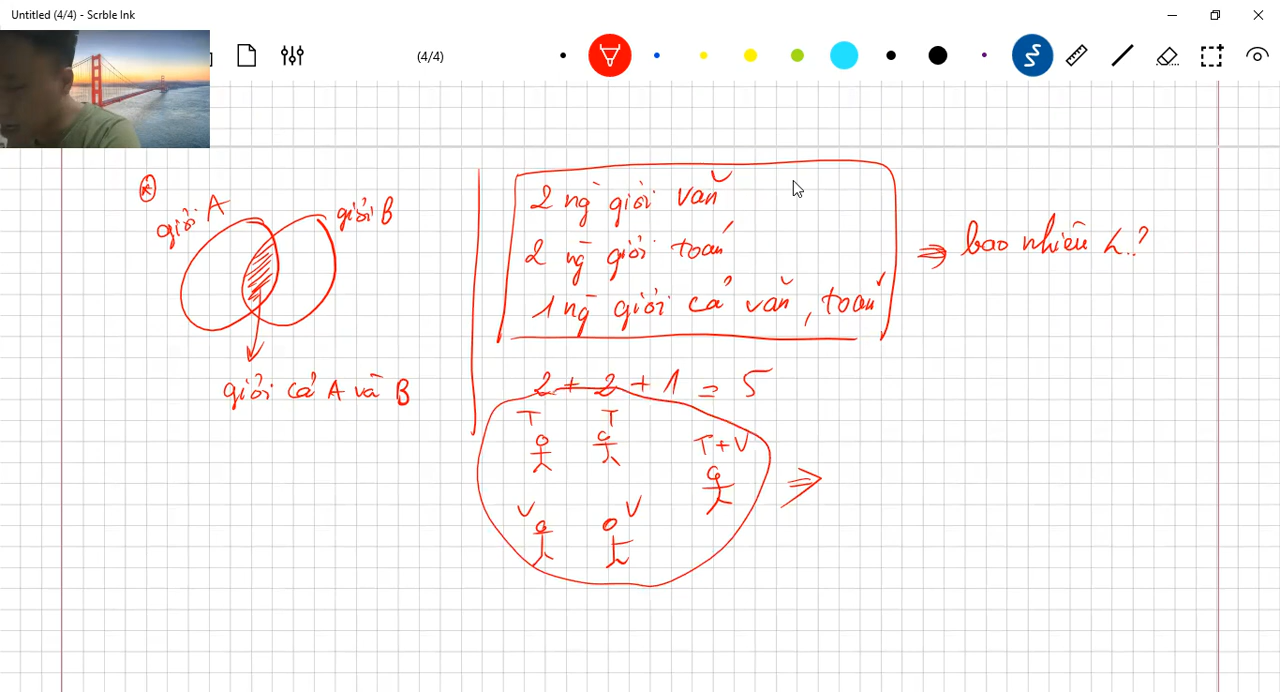 Untitled (4/4) - Scrble Ink
(4/4)
giỏi A
giỏi B
giỏi cả A và B
2 ng giỏi văn
2 ng giỏi toán
1 ng giỏi cả văn, toán
⇒ bao nhiêu h.?
2 + 2 + 1 = 5
T T
T + V
V V
⇒